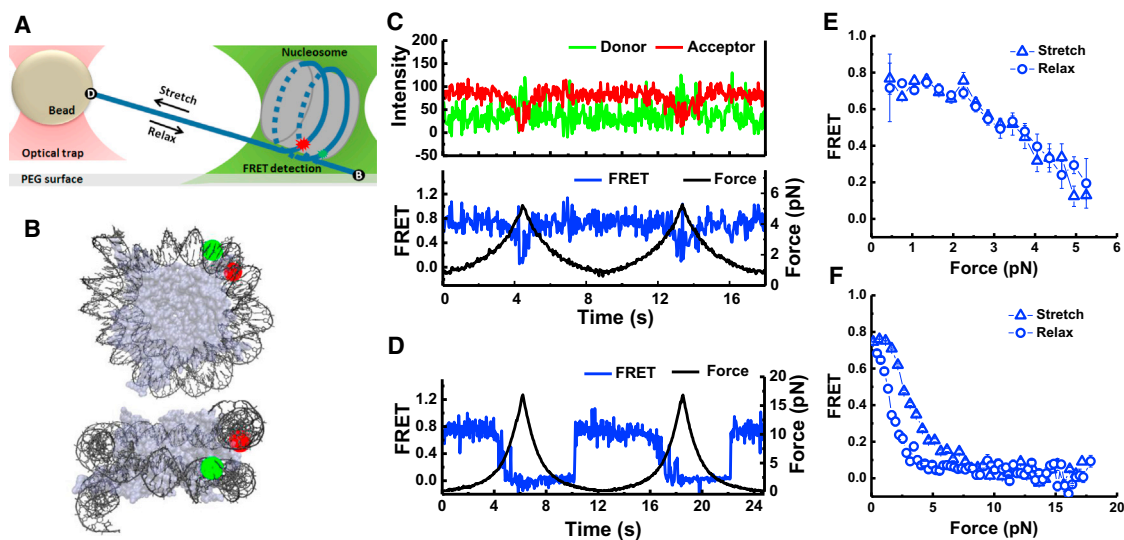 A
Nucleosome
D
Stretch
Bead
Relax
Optical trap
FRET detection
B
PEG surface
B
C
Donor
Acceptor
Intensity
200
150
100
50
0
-50
FRET
Force
FRET
1.2
0.8
0.4
0.0
Force (pN)
6
5
4
3
2
1
0
0 4 8 12 16
Time (s)
D
FRET
Force
FRET
1.2
0.8
0.4
0.0
Force (pN)
20
15
10
5
0
0 4 8 12 16 20 24
Time (s)
E
Stretch
Relax
FRET
1.0
0.8
0.6
0.4
0.2
0.0
0 1 2 3 4 5 6
Force (pN)
F
Stretch
Relax
FRET
1.0
0.8
0.6
0.4
0.2
0.0
0 5 10 15 20
Force (pN)